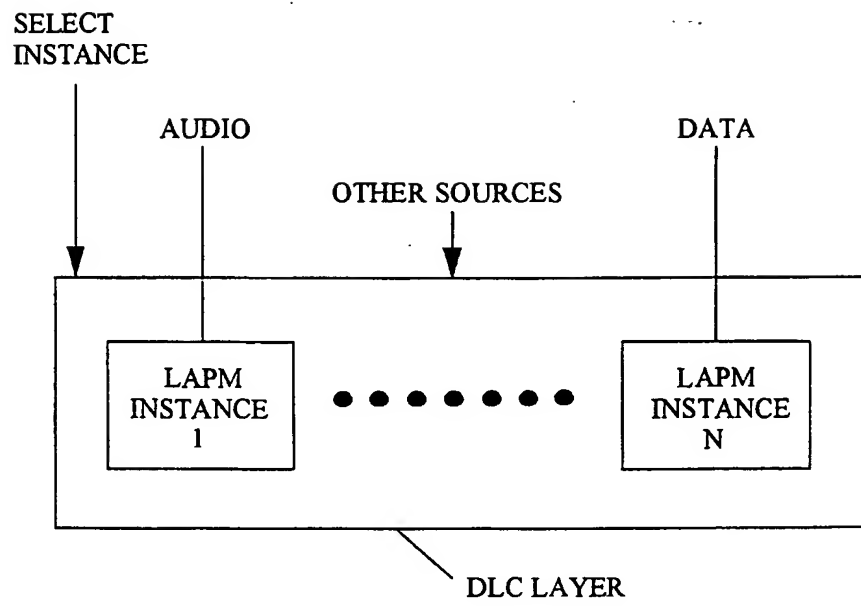 SELECT
INSTANCE
AUDIO
DATA
OTHER SOURCES
LAPM
INSTANCE
1
LAPM
INSTANCE
N
DLC LAYER